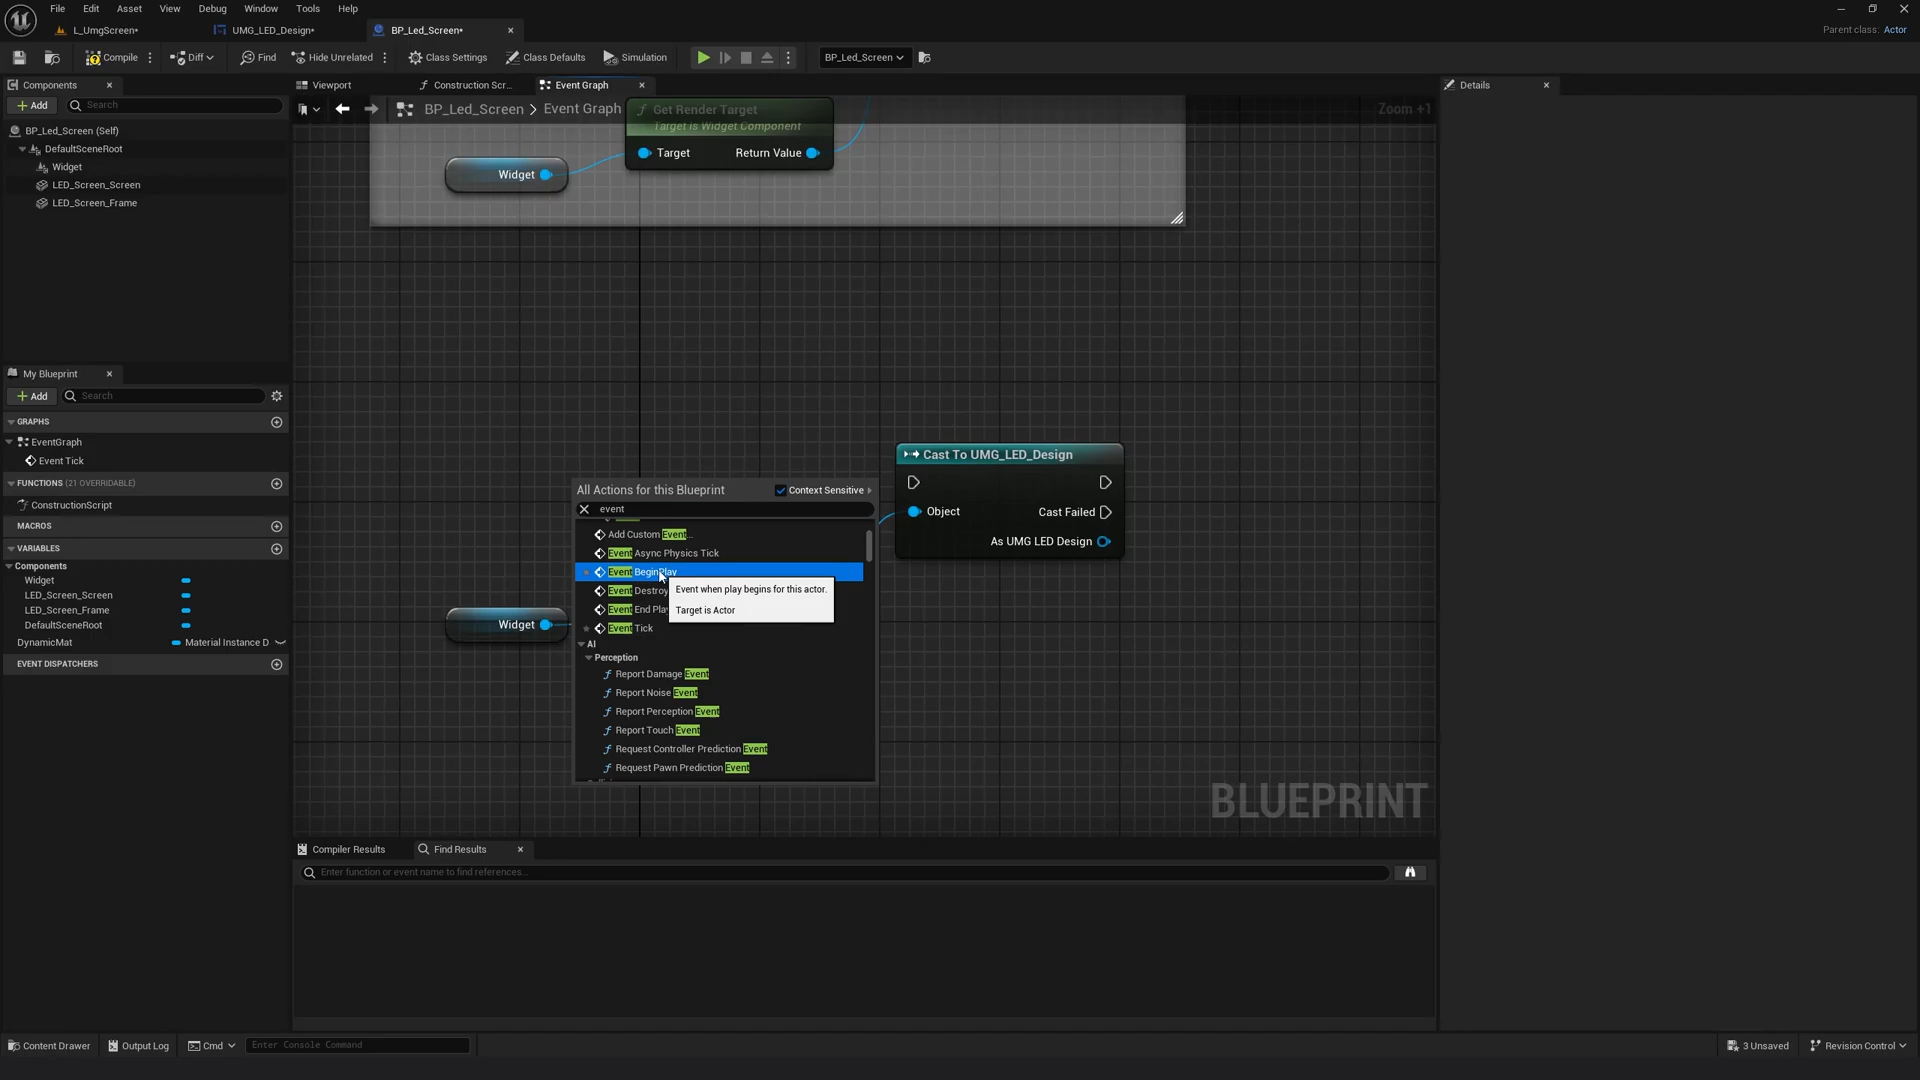 File Edit Asset View Debug Window Tools Help
L_UmgScreen* UMG_LED_Design* BP_Led_Screen*
Parent class: Actor
Compile Diff Find Hide Unrelated Class Settings Class Defaults Simulation BP_Led_Screen
Components
Add Search
BP_Led_Screen (Self)
DefaultSceneRoot
Widget
LED_Screen_Screen
LED_Screen_Frame
My Blueprint
Add Search
GRAPHS
EventGraph
Event Tick
FUNCTIONS (21 OVERRIDABLE)
ConstructionScript
MACROS
VARIABLES
Components
Widget
LED_Screen_Screen
LED_Screen_Frame
DefaultSceneRoot
DynamicMat Material Instance D
EVENT DISPATCHERS
Viewport Construction Scr... Event Graph
BP_Led_Screen > Event Graph
Zoom +1
Get Render Target
Target is Widget Component
Target Return Value
Widget
Cast To UMG_LED_Design
Object Cast Failed
As UMG LED Design
Widget
All Actions for this Blueprint Context Sensitive
event
Add Custom Event...
Event Async Physics Tick
Event BeginPlay
Event Destroy
Event End Pla
Event Tick
Event when play begins for this actor.
Target is Actor
AI
Perception
Report Damage Event
Report Noise Event
Report Perception Event
Report Touch Event
Request Controller Prediction Event
Request Pawn Prediction Event
BLUEPRINT
Compiler Results Find Results
Enter function or event name to find references...
Details
Content Drawer Output Log Cmd Enter Console Command
3 Unsaved Revision Control